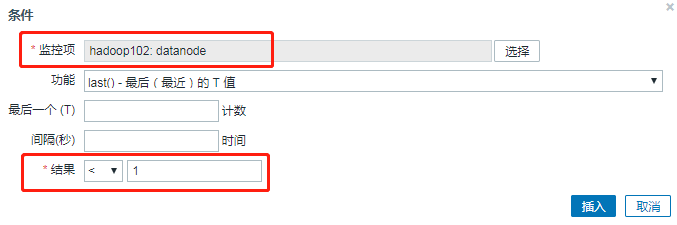 条件
* 监控项 hadoop102: datanode 选择
功能 last() - 最后（最近）的 T 值
最后一个 (T) 计数
间隔(秒) 时间
* 结果 < 1
插入 取消